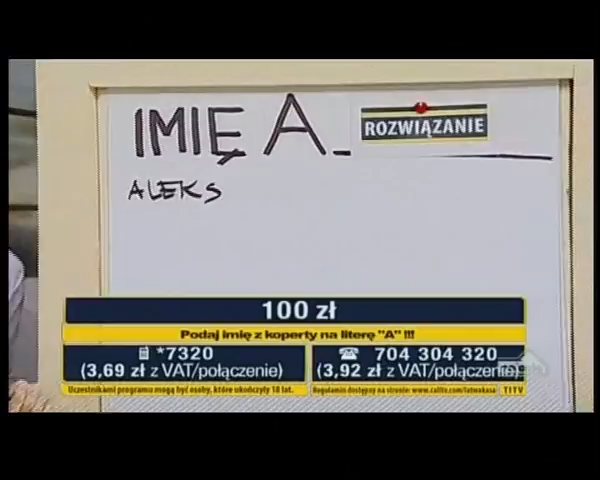 IMIĘ A_
ROZWIĄZANIE
ALEKS
100 zł
Podaj imię z koperty na literę "A" !!!
*7320
(3,69 zł z VAT/połączenie)
704 304 320
(3,92 zł z VAT/połączenie)
Uczestnikami programu mogą być osoby, które ukończyły 18 lat.
Regulamin dostępny na stronie: www.calltv.com/latwakasa